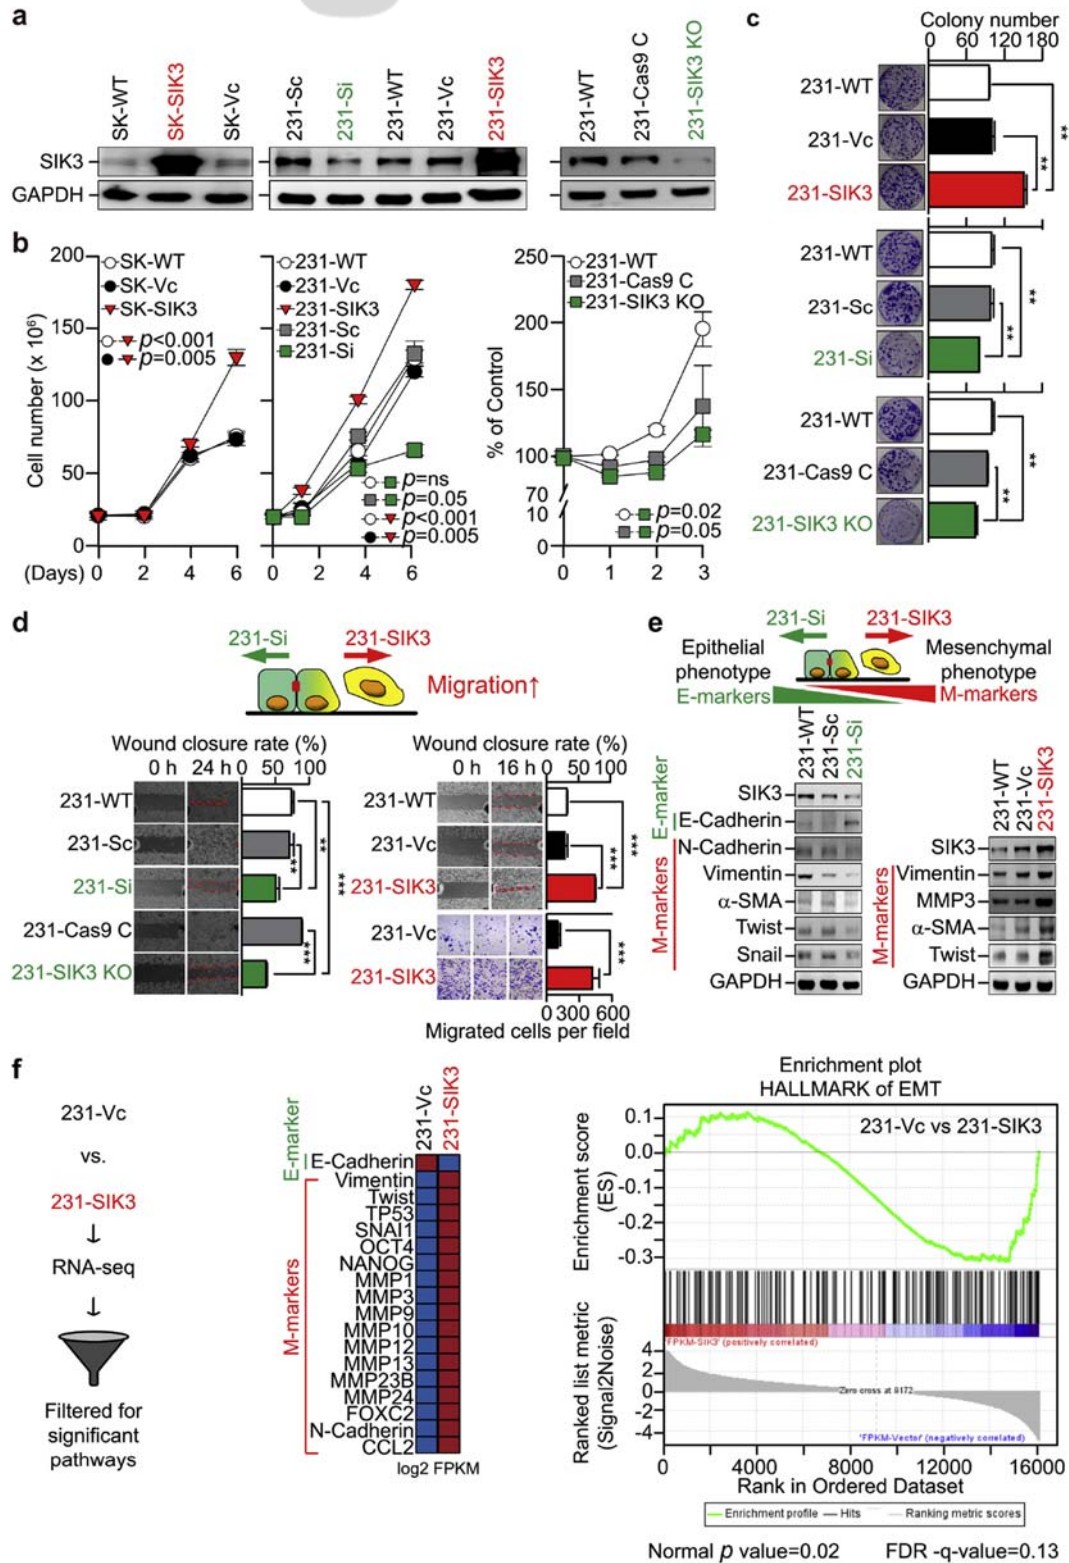 a
SK-WT
SK-SIK3
SK-Vc
231-Sc
231-Si
231-WT
231-Vc
231-SIK3
231-WT
231-Cas9 C
231-SIK3 KO
SIK3
GAPDH
b
Cell number (x 10⁶)
200
150
100
50
0
SK-WT
SK-Vc
SK-SIK3
p<0.001
p=0.005
(Days) 0 2 4 6
231-WT
231-Vc
231-SIK3
231-Sc
231-Si
p=ns
p=0.05
p<0.001
p=0.005
0 2 4 6
% of Control
250
200
150
100
70
10
0
231-WT
231-Cas9 C
231-SIK3 KO
p=0.02
p=0.05
0 1 2 3
c
Colony number
0 60 120 180
231-WT
231-Vc
231-SIK3
**
**
231-WT
231-Sc
231-Si
**
**
231-WT
231-Cas9 C
231-SIK3 KO
**
**
d
231-Si
231-SIK3
Migration↑
Wound closure rate (%)
0 h 24 h 0 50 100
231-WT
231-Sc
231-Si
231-Cas9 C
231-SIK3 KO
***
**
***
***
Wound closure rate (%)
0 h 16 h 0 50 100
231-WT
231-Vc
231-SIK3
***
***
231-Vc
231-SIK3
***
0 300 600
Migrated cells per field
e
231-Si
231-SIK3
Epithelial
phenotype
Mesenchymal
phenotype
E-markers
M-markers
231-WT
231-Sc
231-Si
E-marker
M-markers
SIK3
E-Cadherin
N-Cadherin
Vimentin
α-SMA
Twist
Snail
GAPDH
231-WT
231-Vc
231-SIK3
M-markers
SIK3
Vimentin
MMP3
α-SMA
Twist
GAPDH
f
231-Vc
vs.
231-SIK3
↓
RNA-seq
↓
Filtered for
significant
pathways
231-Vc
231-SIK3
E-marker
M-markers
E-Cadherin
Vimentin
Twist
TP53
SNAI1
OCT4
NANOG
MMP1
MMP3
MMP9
MMP10
MMP12
MMP13
MMP23B
MMP24
FOXC2
N-Cadherin
CCL2
log2 FPKM
Enrichment plot
HALLMARK of EMT
231-Vc vs 231-SIK3
Enrichment score
(ES)
0.1
0.0
-0.1
-0.2
-0.3
'FPKM-SIK3' (positively correlated)
Ranked list metric
(Signal2Noise)
4
2
0
-2
-4
Zero cross at 9172
'FPKM-Vector' (negatively correlated)
0 4000 8000 12000 16000
Rank in Ordered Dataset
Enrichment profile Hits Ranking metric scores
Normal p value=0.02 FDR -q-value=0.13